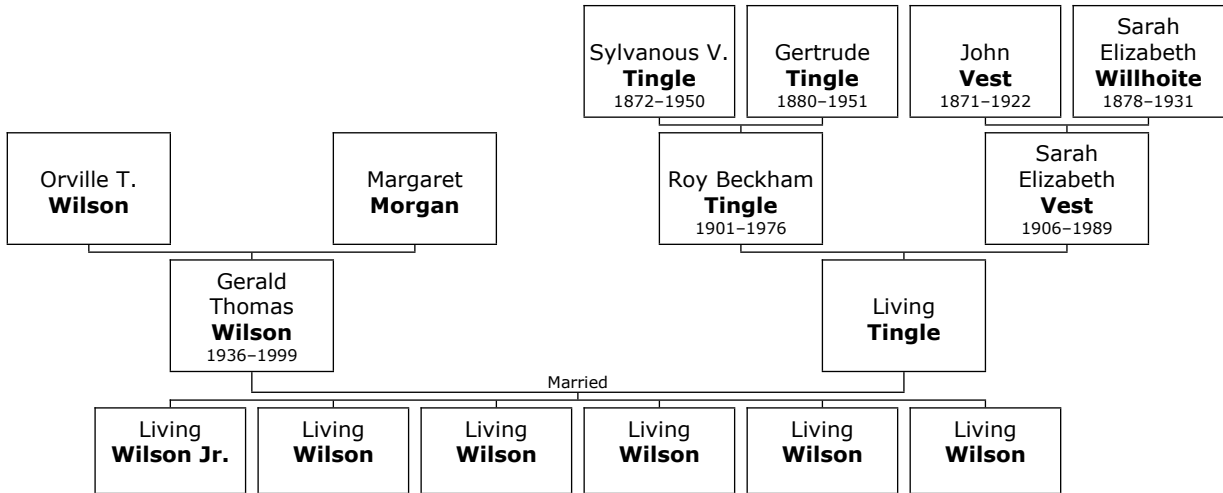 Sylvanous V.
Tingle
1872–1950
Gertrude
Tingle
1880–1951
John
Vest
1871–1922
Sarah
Elizabeth
Willhoite
1878–1931
Orville T.
Wilson
Margaret
Morgan
Roy Beckham
Tingle
1901–1976
Sarah
Elizabeth
Vest
1906–1989
Gerald
Thomas
Wilson
1936–1999
Living
Tingle
Married
Living
Wilson Jr.
Living
Wilson
Living
Wilson
Living
Wilson
Living
Wilson
Living
Wilson